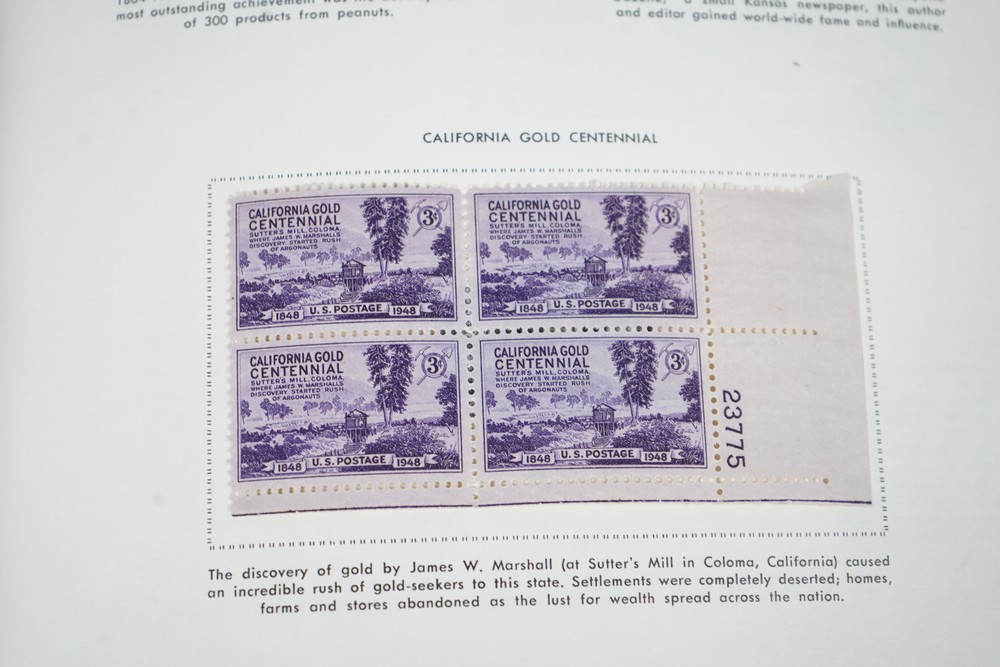 most outstanding achievement was
of 300 products from peanuts.
a small Kansas newspaper, this author
and editor gained world-wide fame and influence.
CALIFORNIA GOLD CENTENNIAL
CALIFORNIA GOLD
CENTENNIAL
SUTTER'S MILL, COLOMA,
WHERE JAMES W. MARSHALL'S
DISCOVERY STARTED RUSH
OF ARGONAUTS
3¢
1848 U.S. POSTAGE 1948
CALIFORNIA GOLD
CENTENNIAL
SUTTER'S MILL, COLOMA,
WHERE JAMES W. MARSHALL'S
DISCOVERY STARTED RUSH
OF ARGONAUTS
3¢
1848 U.S. POSTAGE 1948
CALIFORNIA GOLD
CENTENNIAL
SUTTER'S MILL, COLOMA,
WHERE JAMES W. MARSHALL'S
DISCOVERY STARTED RUSH
OF ARGONAUTS
3¢
1848 U.S. POSTAGE 1948
CALIFORNIA GOLD
CENTENNIAL
SUTTER'S MILL, COLOMA,
WHERE JAMES W. MARSHALL'S
DISCOVERY STARTED RUSH
OF ARGONAUTS
3¢
1848 U.S. POSTAGE 1948
23775
The discovery of gold by James W. Marshall (at Sutter's Mill in Coloma, California) caused
an incredible rush of gold-seekers to this state. Settlements were completely deserted; homes,
farms and stores abandoned as the lust for wealth spread across the nation.